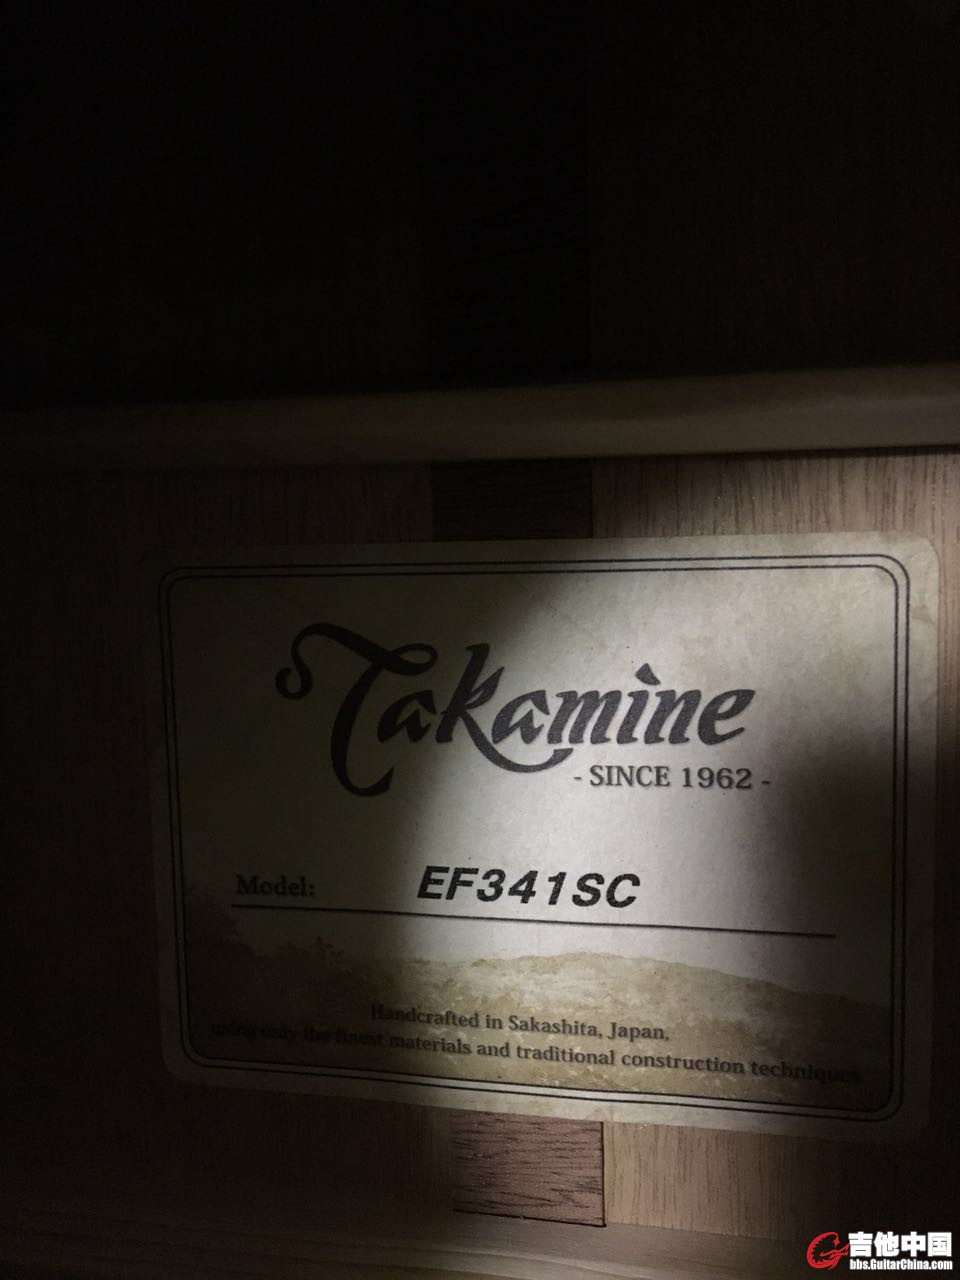 Takamine
- SINCE 1962 -
Model: EF341SC
Handcrafted in Sakashita, Japan,
using only the finest materials and traditional construction techniques.
吉他中国
bbs.GuitarChina.com